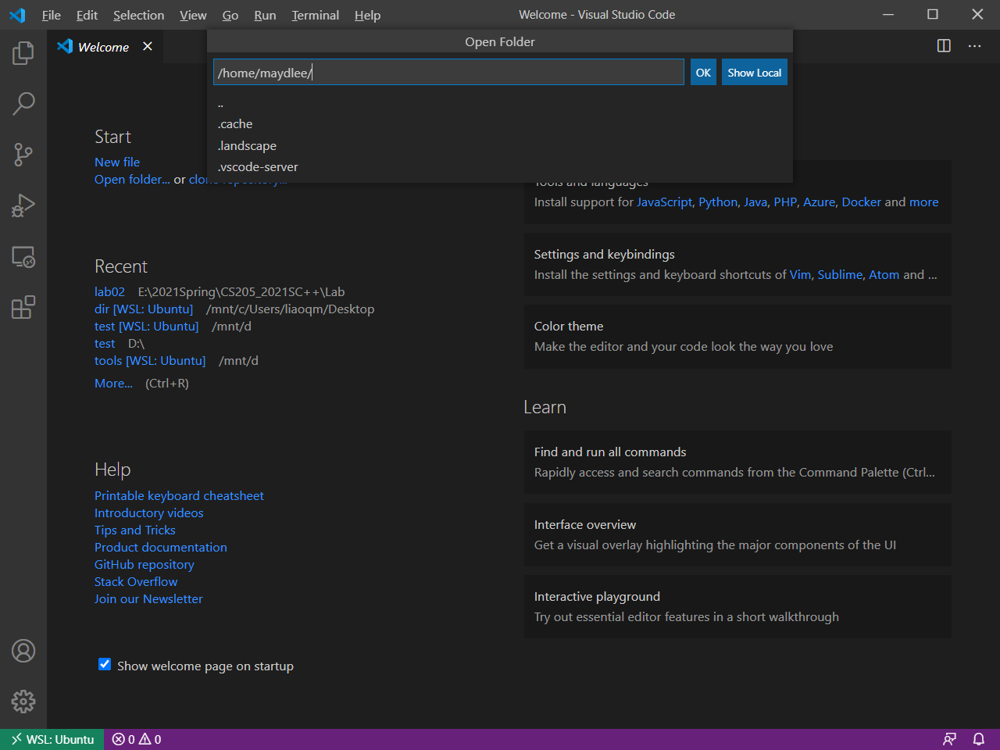 File Edit Selection View Go Run Terminal Help Welcome - Visual Studio Code
Welcome
Open Folder
/home/maydlee/ OK Show Local
..
.cache
.landscape
.vscode-server
Start
New file
Open folder... or clone repository...
Recent
lab02 E:\2021Spring\CS205_2021SC++\Lab
dir [WSL: Ubuntu] /mnt/c/Users/liaoqm/Desktop
test [WSL: Ubuntu] /mnt/d
test D:\
tools [WSL: Ubuntu] /mnt/d
More... (Ctrl+R)
Help
Printable keyboard cheatsheet
Introductory videos
Tips and Tricks
Product documentation
GitHub repository
Stack Overflow
Join our Newsletter
Show welcome page on startup
Tools and languages
Install support for JavaScript, Python, Java, PHP, Azure, Docker and more
Settings and keybindings
Install the settings and keyboard shortcuts of Vim, Sublime, Atom and ...
Color theme
Make the editor and your code look the way you love
Learn
Find and run all commands
Rapidly access and search commands from the Command Palette (Ctrl...
Interface overview
Get a visual overlay highlighting the major components of the UI
Interactive playground
Try out essential editor features in a short walkthrough
WSL: Ubuntu 0 0